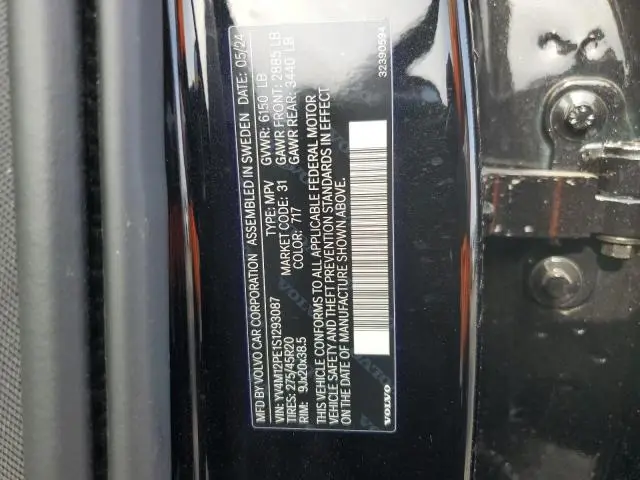 MFD BY VOLVO CAR CORPORATION ASSEMBLED IN SWEDEN DATE: 05/24
VIN: YV4M12PE1S1293087 TYPE: MPV GVWR: 6150 LB
TIRES: 275/45R20 MARKET CODE: 31 GAWR FRONT: 2885 LB
RIM: 9Jx20x38.5 COLOR: 717 GAWR REAR: 3440 LB
THIS VEHICLE CONFORMS TO ALL APPLICABLE FEDERAL MOTOR
VEHICLE SAFETY AND THEFT PREVENTION STANDARDS IN EFFECT
ON THE DATE OF MANUFACTURE SHOWN ABOVE.
VOLVO
32390594